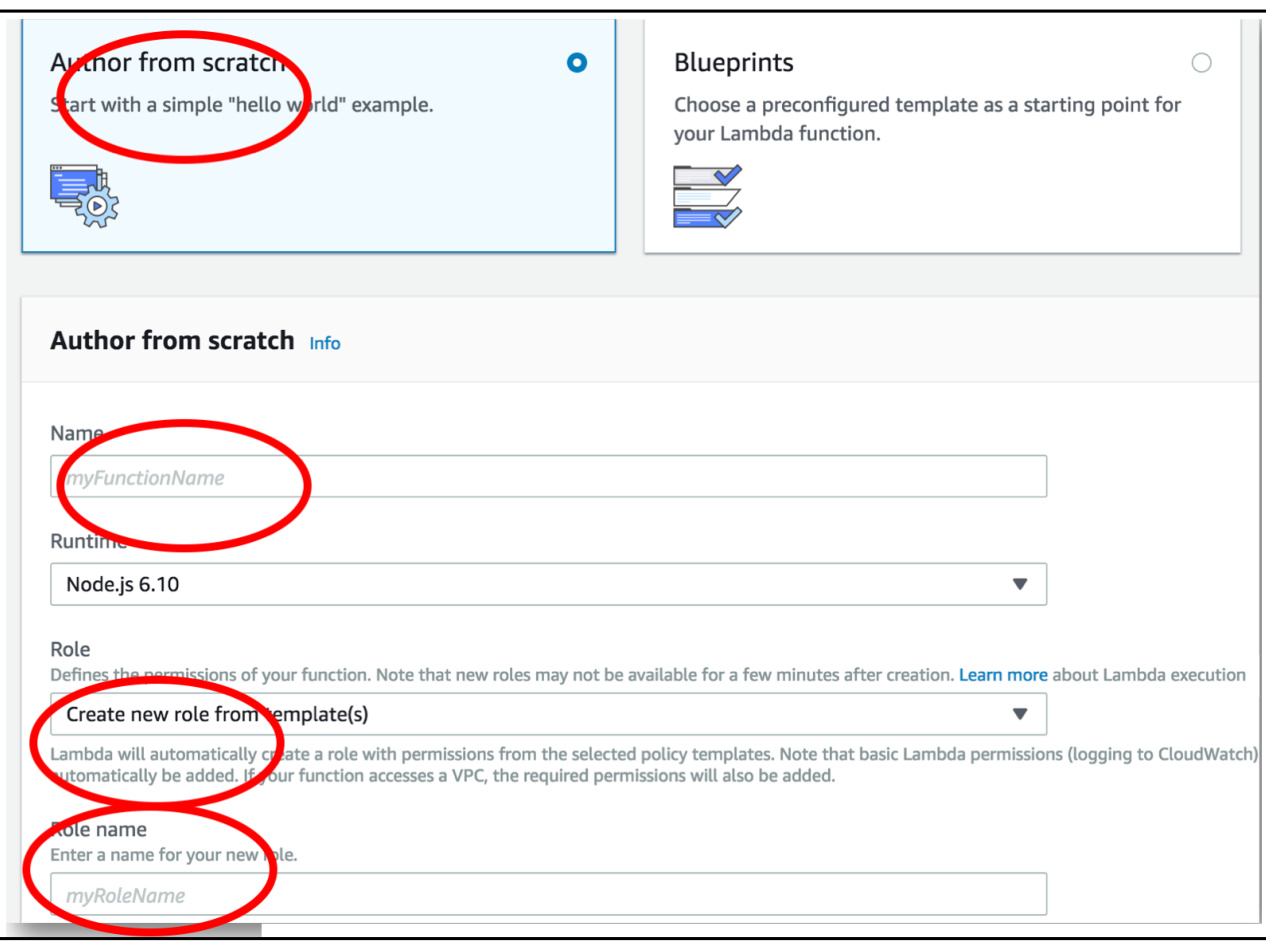 Author from scratch
Start with a simple "hello world" example.
Blueprints
Choose a preconfigured template as a starting point for
your Lambda function.
Author from scratch Info
Name
myFunctionName
Runtime
Node.js 6.10
Role
Defines the permissions of your function. Note that new roles may not be available for a few minutes after creation. Learn more about Lambda execution
Create new role from template(s)
Lambda will automatically create a role with permissions from the selected policy templates. Note that basic Lambda permissions (logging to CloudWatch)
automatically be added. If your function accesses a VPC, the required permissions will also be added.
Role name
Enter a name for your new role.
myRoleName